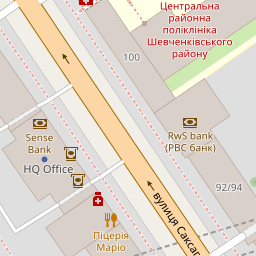 Центральна
районна
поліклініка
Шевченківського
району
100
RwS bank
(РВС банк)
Sense
Bank
HQ Office
92/94
вулиця Сакса
Піцерія
Маріо